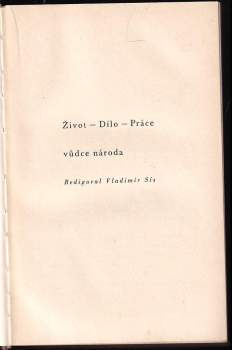 Život – Dílo – Práce
vůdce národa
Redigoval Vladimír Sís